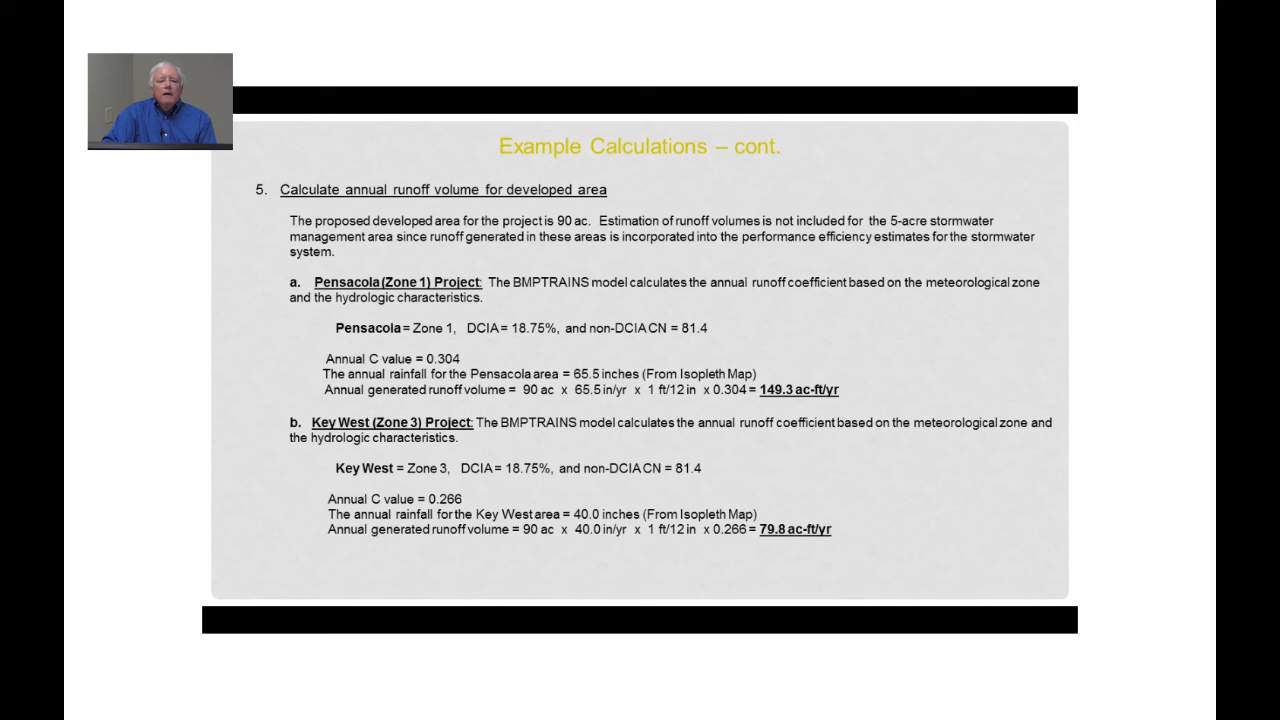 Example Calculations – cont.
5. Calculate annual runoff volume for developed area
The proposed developed area for the project is 90 ac. Estimation of runoff volumes is not included for the 5-acre stormwater
management area since runoff generated in these areas is incorporated into the performance efficiency estimates for the stormwater
system.
a. Pensacola (Zone 1) Project: The BMPTRAINS model calculates the annual runoff coefficient based on the meteorological zone
and the hydrologic characteristics.
Pensacola = Zone 1, DCIA = 18.75%, and non-DCIA CN = 81.4
Annual C value = 0.304
The annual rainfall for the Pensacola area = 65.5 inches (From Isopleth Map)
Annual generated runoff volume = 90 ac x 65.5 in/yr x 1 ft/12 in x 0.304 = 149.3 ac-ft/yr
b. Key West (Zone 3) Project: The BMPTRAINS model calculates the annual runoff coefficient based on the meteorological zone and
the hydrologic characteristics.
Key West = Zone 3, DCIA = 18.75%, and non-DCIA CN = 81.4
Annual C value = 0.266
The annual rainfall for the Key West area = 40.0 inches (From Isopleth Map)
Annual generated runoff volume = 90 ac x 40.0 in/yr x 1 ft/12 in x 0.266 = 79.8 ac-ft/yr